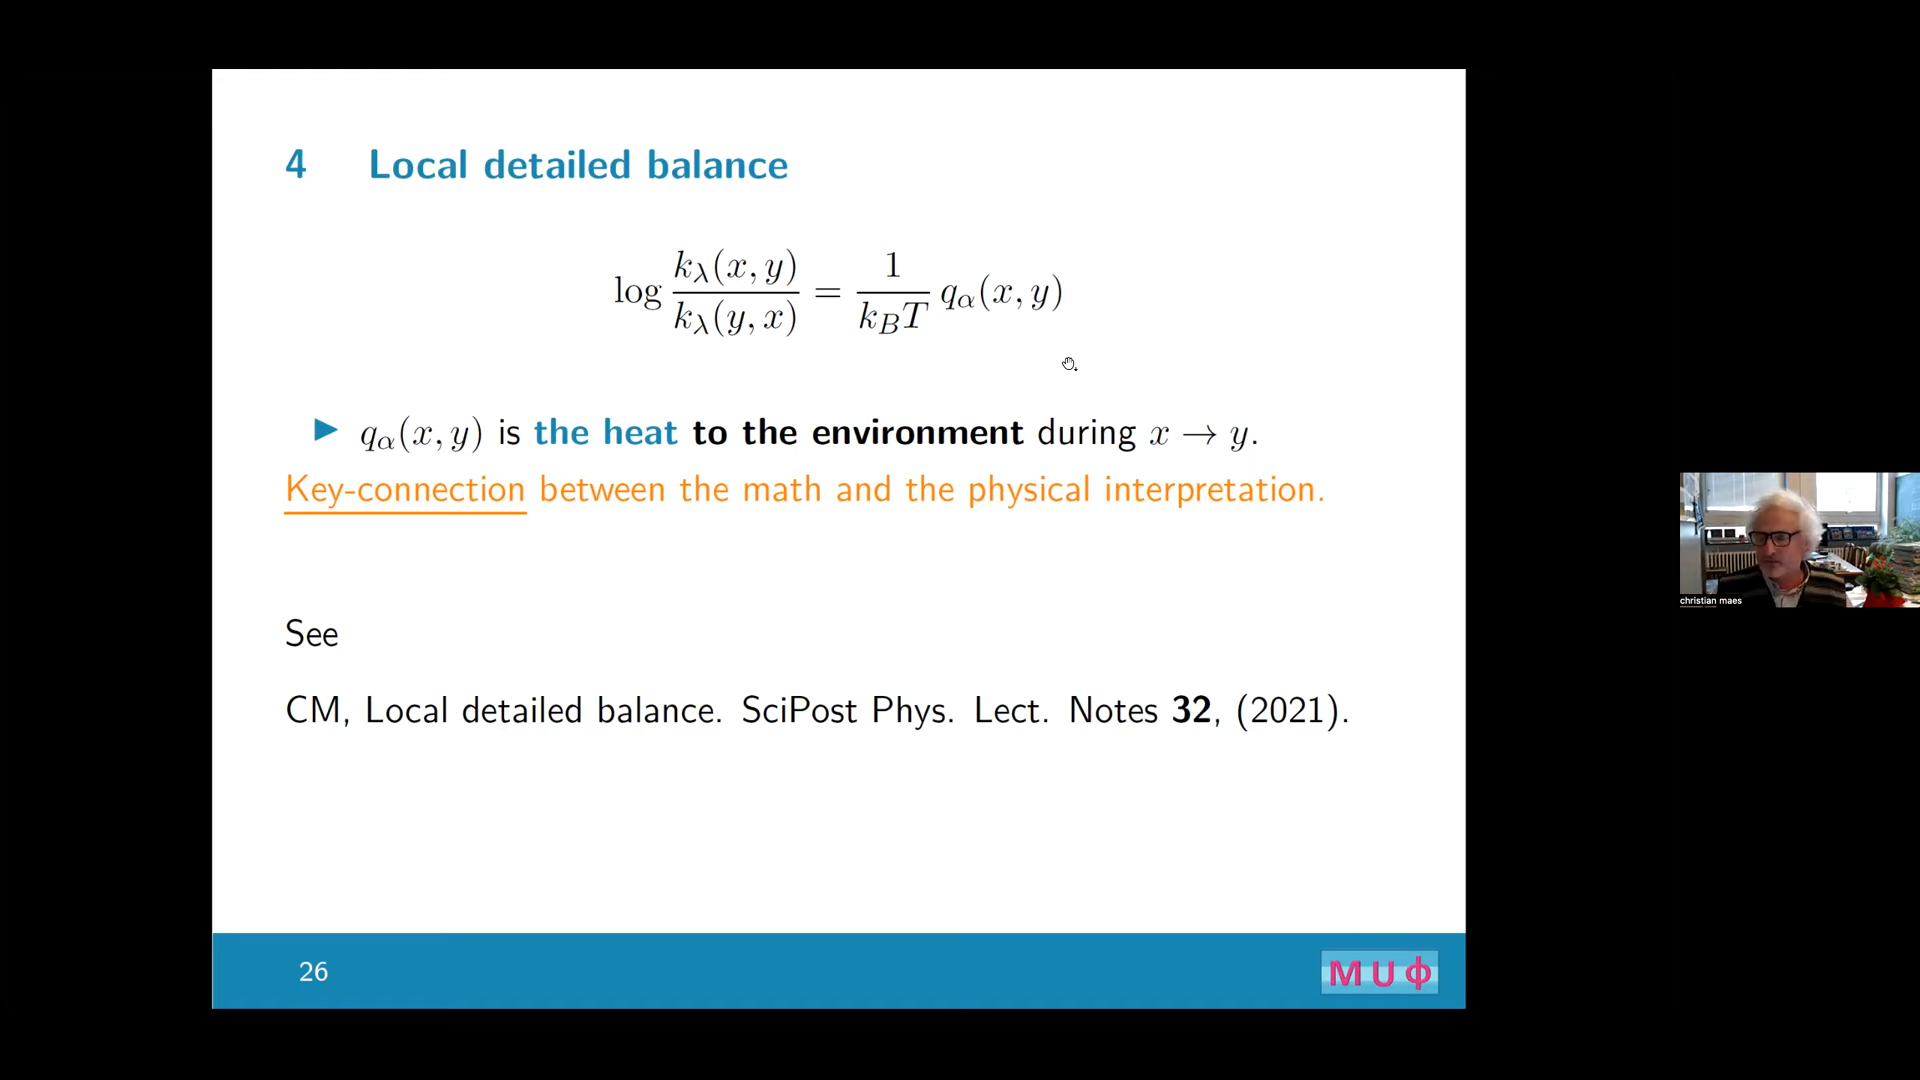 4 Local detailed balance
log k_λ(x, y) / k_λ(y, x) = 1 / k_B T q_α(x, y)
▶ q_α(x, y) is the heat to the environment during x → y.
Key-connection between the math and the physical interpretation.
See
CM, Local detailed balance. SciPost Phys. Lect. Notes 32, (2021).
christian maes
26
M U Φ